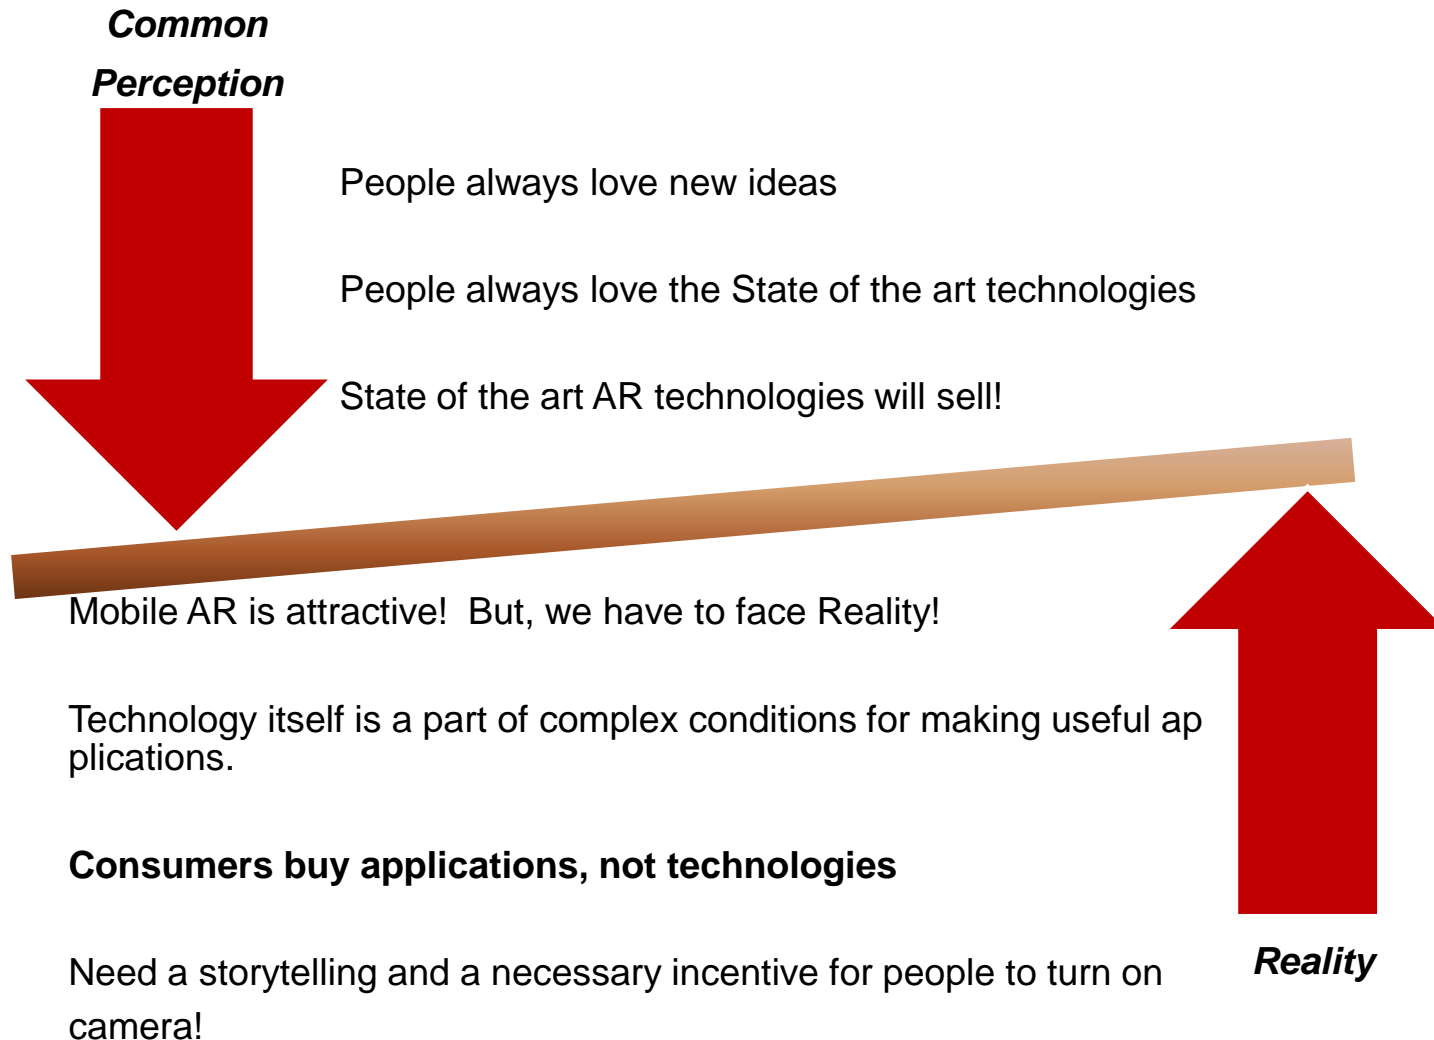 Common
Perception
People always love new ideas
People always love the State of the art technologies
State of the art AR technologies will sell!
Mobile AR is attractive!  But, we have to face Reality!
Technology itself is a part of complex conditions for making useful ap
plications.
Consumers buy applications, not technologies
Need a storytelling and a necessary incentive for people to turn on
camera!
Reality